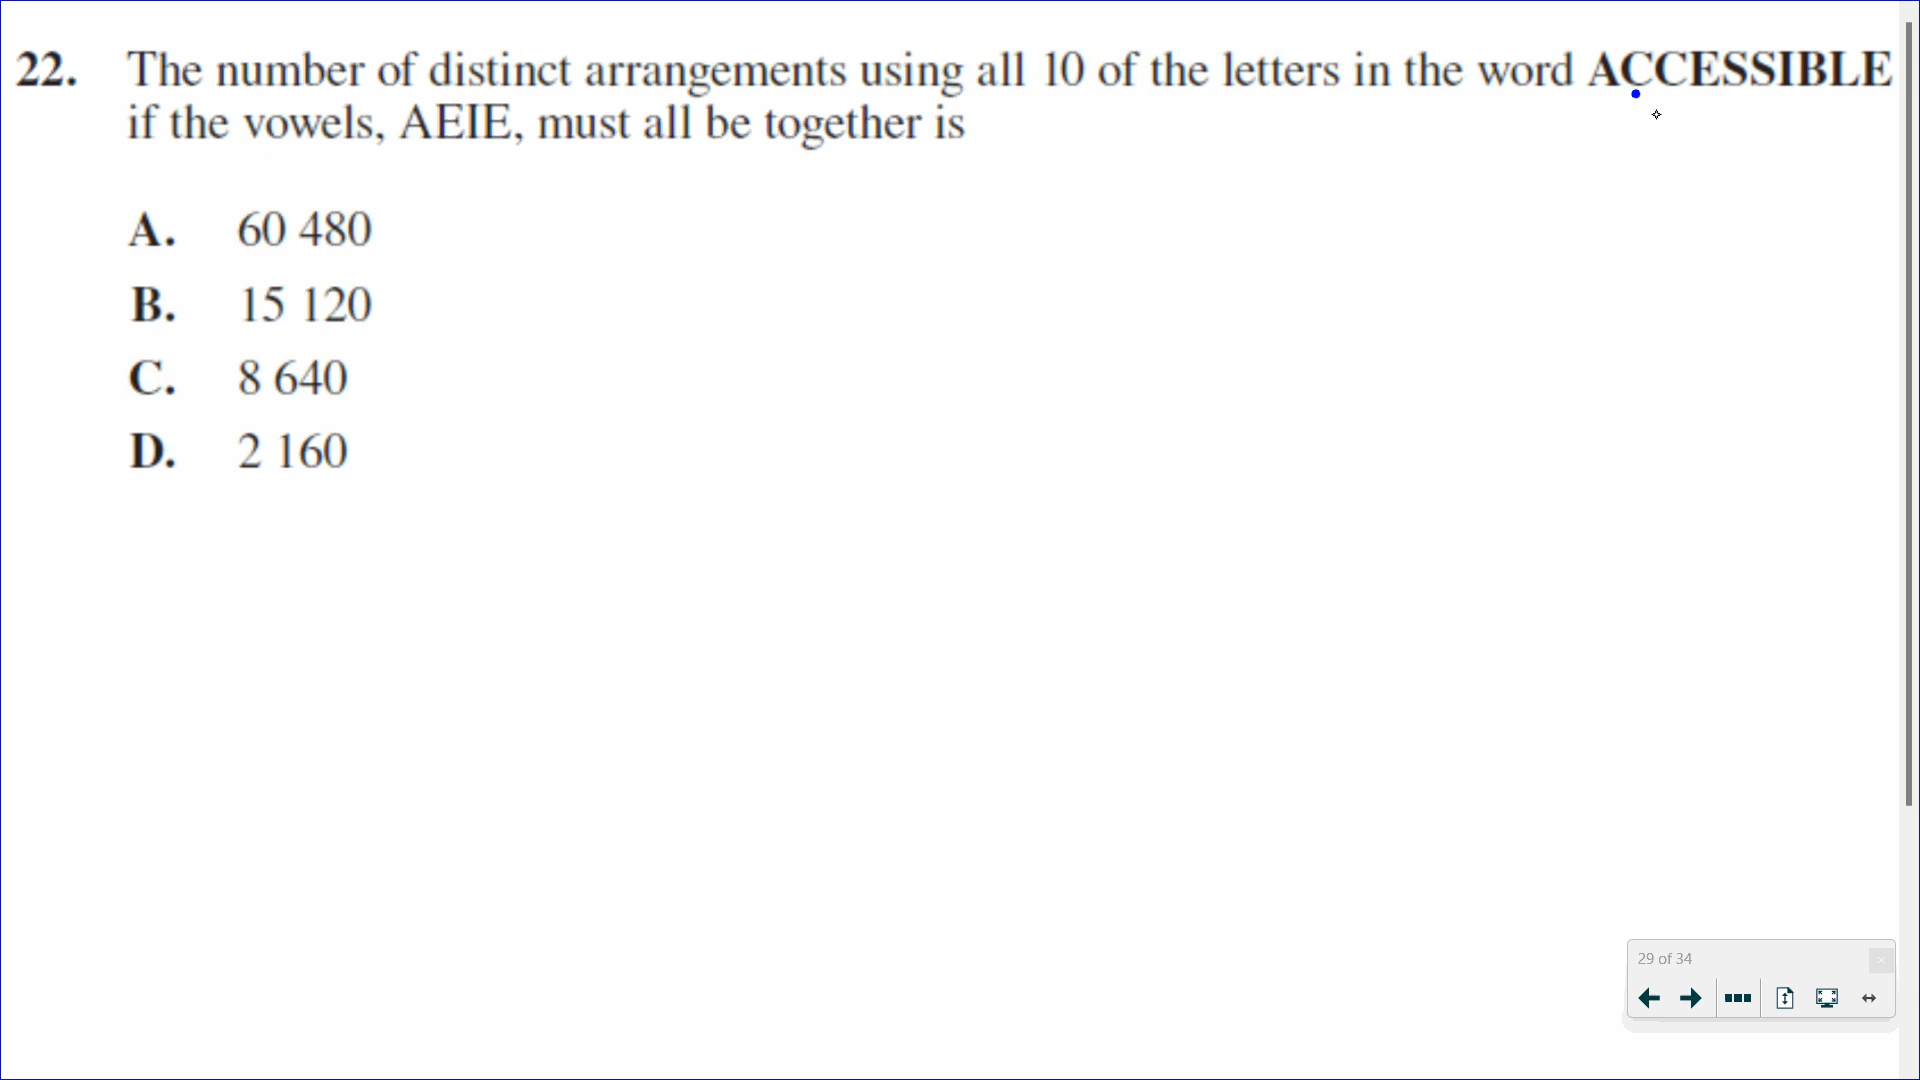 22. The number of distinct arrangements using all 10 of the letters in the word ACCESSIBLE
if the vowels, AEIE, must all be together is
A. 60 480
B. 15 120
C. 8 640
D. 2 160
29 of 34